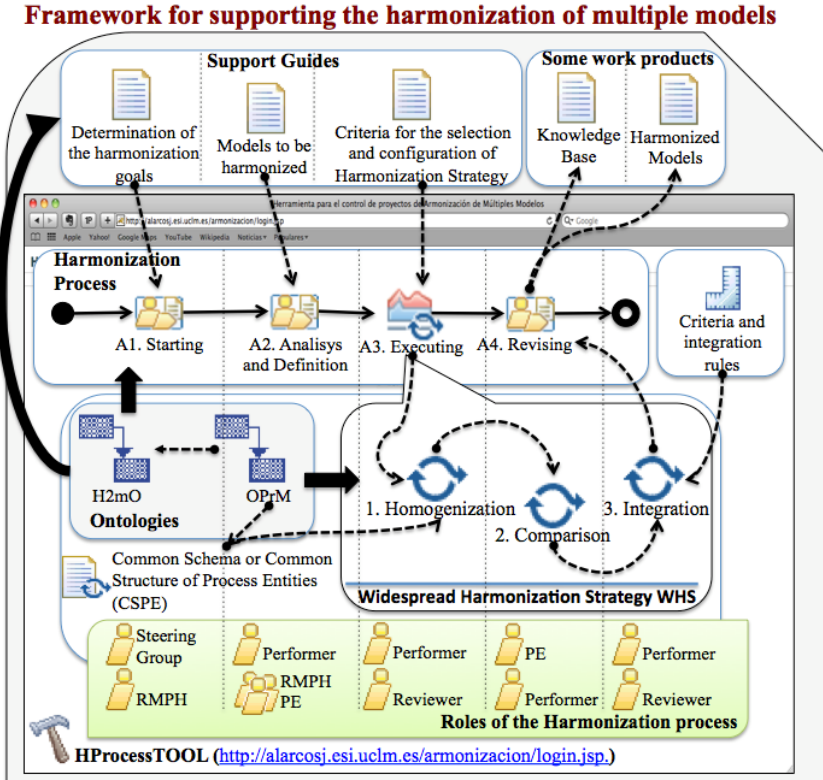 Framework for supporting the harmonization of multiple models
Support Guides
Some work products
Determination of
the harmonization
goals
Models to be
harmonized
Criteria for the selection
and configuration of
Harmonization Strategy
Knowledge
Base
Harmonized
Models
Herramienta para el control de proyectos de Armonización de Múltiples Modelos
http://alarcosj.esi.uclm.es/armonizacion/login.jsp
Google
Apple Yahoo! Google Maps YouTube Wikipedia Noticias Populares
Harmonization
Process
A1. Starting
A2. Analisys
and Definition
A3. Executing
A4. Revising
Criteria and
integration
rules
H2mO
OPrM
Ontologies
1. Homogenization
2. Comparison
3. Integration
Common Schema or Common
Structure of Process Entities
(CSPE)
Widespread Harmonization Strategy WHS
Steering
Group
Performer
Performer
PE
Performer
RMPH
RMPH
PE
Reviewer
Performer
Reviewer
Roles of the Harmonization process
HProcessTOOL (http://alarcosj.esi.uclm.es/armonizacion/login.jsp.)